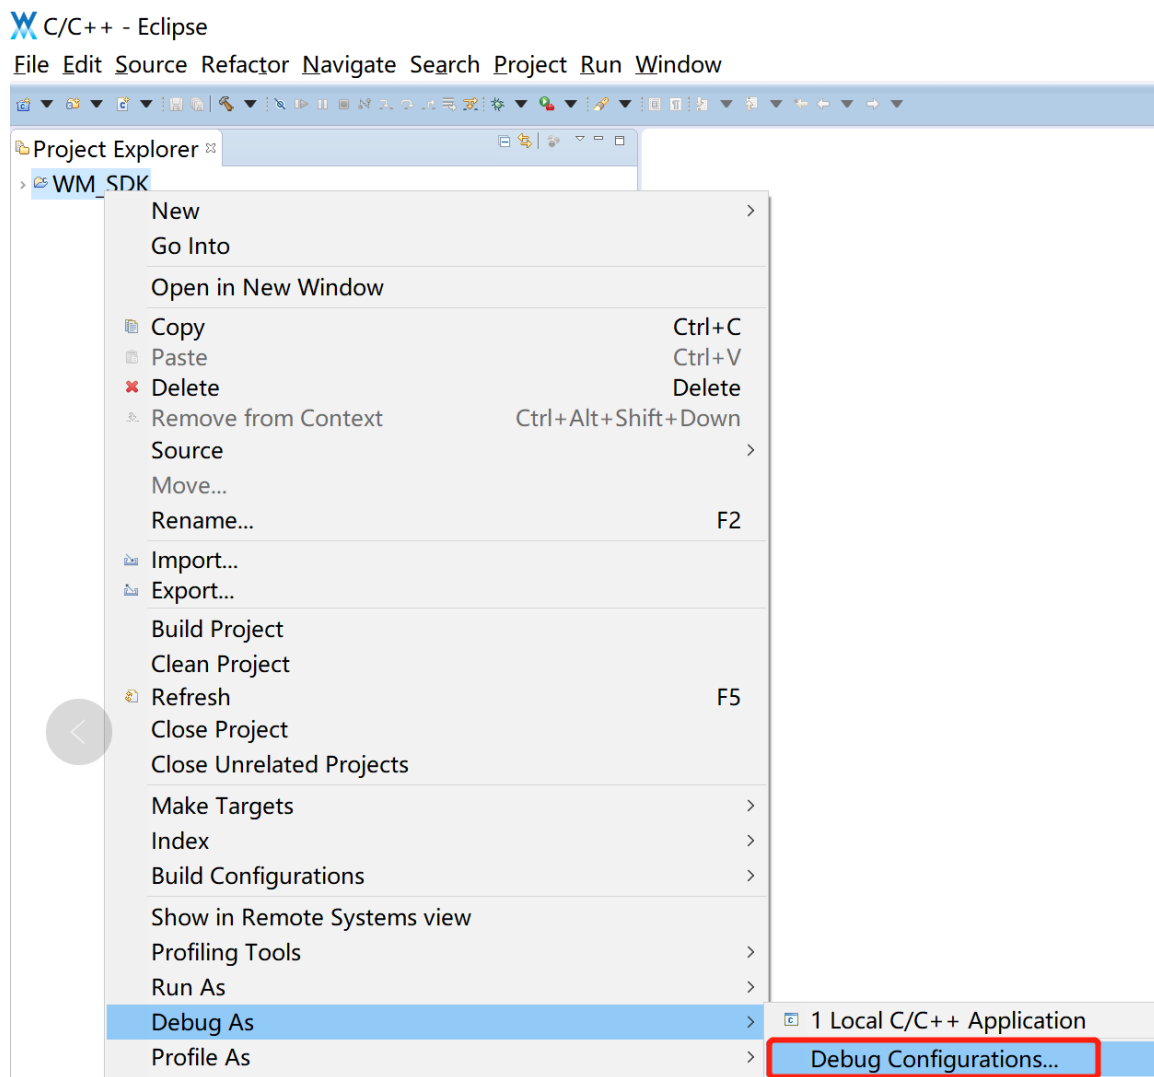 C/C++ - Eclipse
File Edit Source Refactor Navigate Search Project Run Window
Project Explorer
WM_SDK
New
Go Into
Open in New Window
Copy Ctrl+C
Paste Ctrl+V
Delete Delete
Remove from Context Ctrl+Alt+Shift+Down
Source
Move...
Rename... F2
Import...
Export...
Build Project
Clean Project
Refresh F5
Close Project
Close Unrelated Projects
Make Targets
Index
Build Configurations
Show in Remote Systems view
Profiling Tools
Run As
Debug As
1 Local C/C++ Application
Profile As
Debug Configurations...